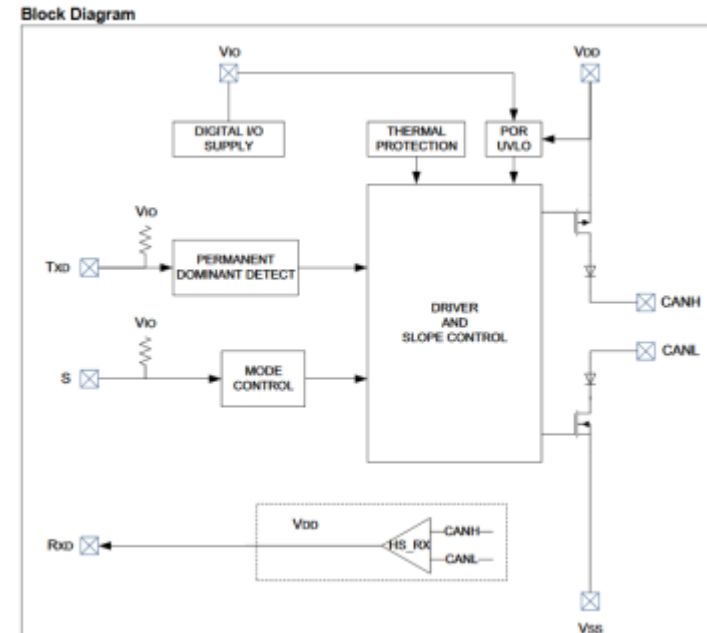 Block Diagram
VIO
VDD
DIGITAL I/O
SUPPLY
THERMAL
PROTECTION
POR
UVLO
VIO
TXD
PERMANENT
DOMINANT DETECT
DRIVER
AND
SLOPE CONTROL
CANH
CANL
VIO
S
MODE
CONTROL
RXD
VDD
HS_RX
CANH
CANL
VSS